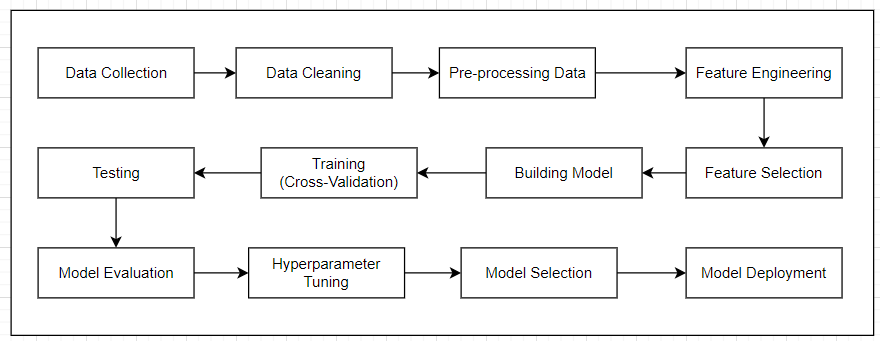 Data Collection
Data Cleaning
Pre-processing Data
Feature Engineering
Testing
Training
(Cross-Validation)
Building Model
Feature Selection
Model Evaluation
Hyperparameter
Tuning
Model Selection
Model Deployment